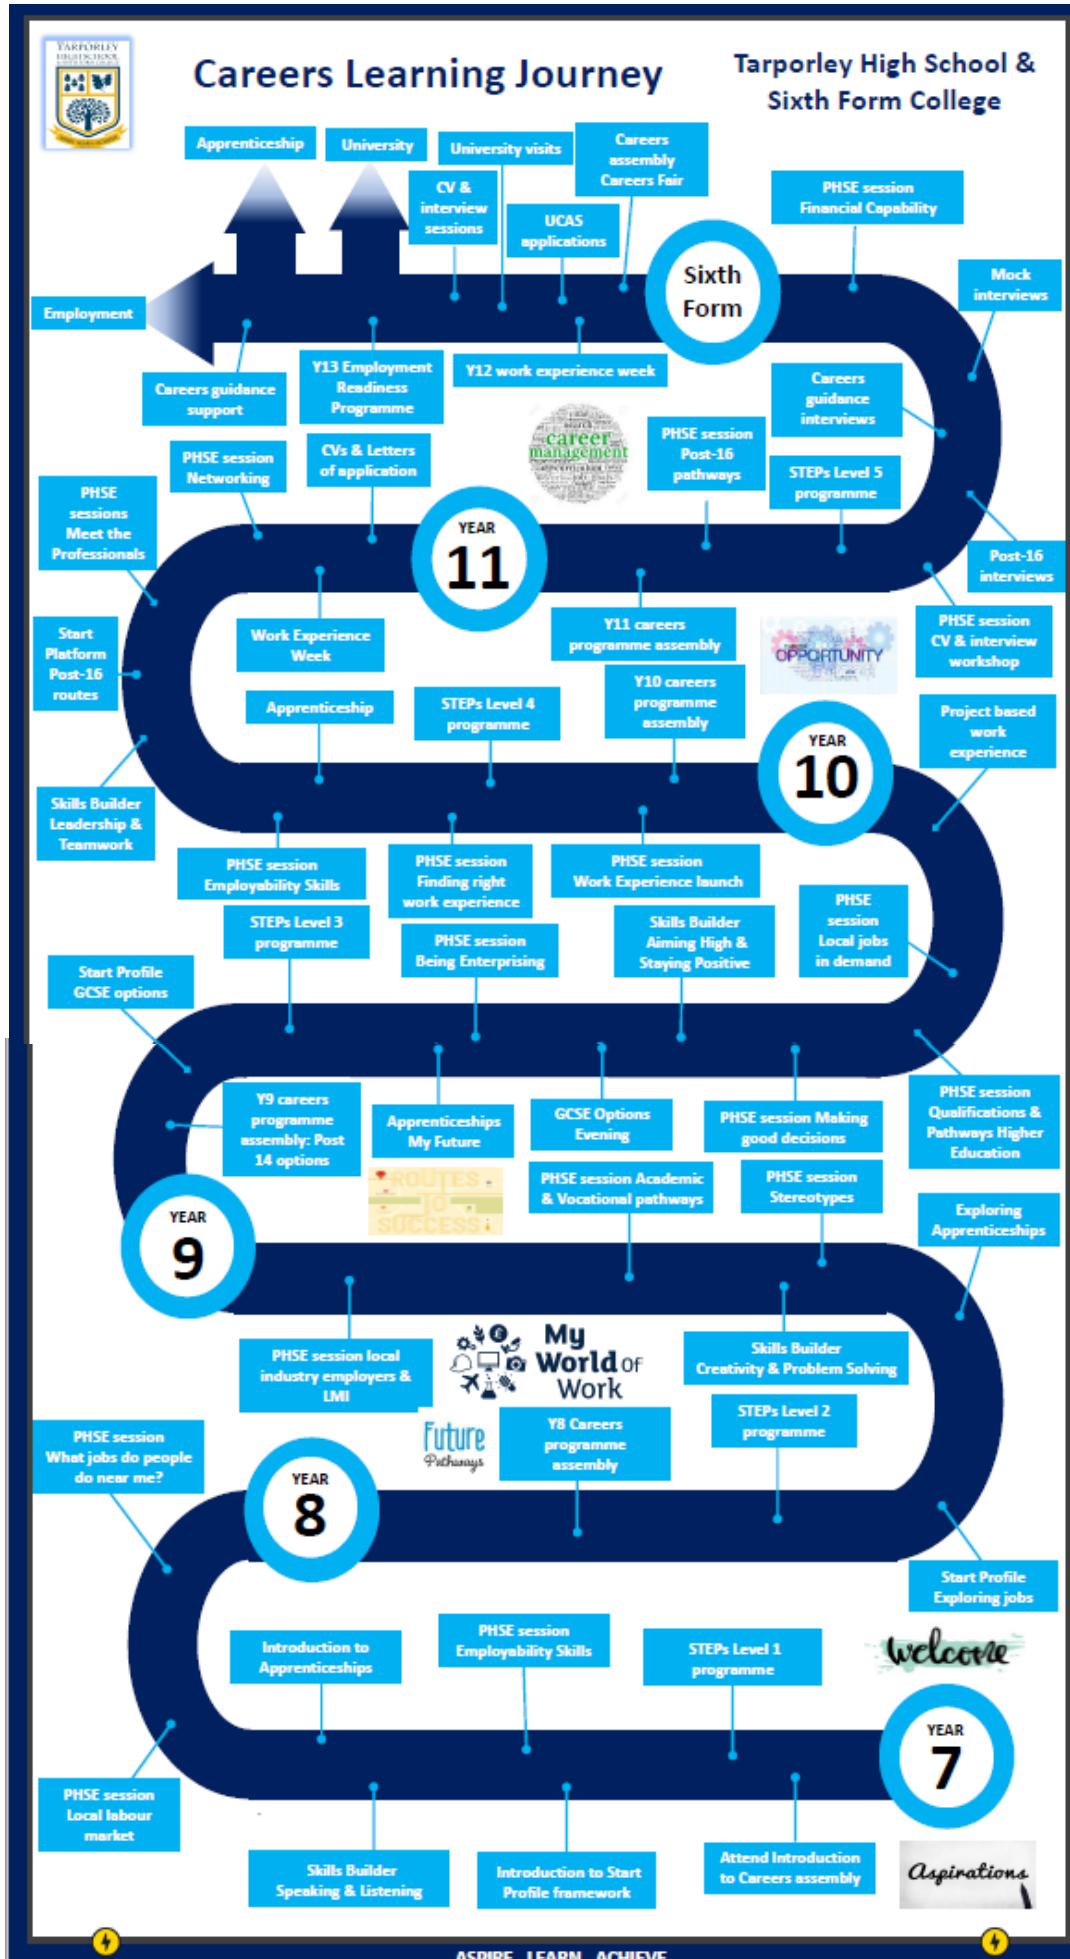 TARPORLEY
HIGH SCHOOL
Careers Learning Journey
Tarporley High School &
Sixth Form College
Apprenticeship
University
University visits
Careers
assembly
Careers Fair
CV &
interview
sessions
UCAS
applications
PHSE session
Financial Capability
Sixth
Form
Mock
interviews
Employment
Careers guidance
support
Y13 Employment
Readiness
Programme
Y12 work experience week
Careers
guidance
interviews
PHSE session
Networking
CVs & Letters
of application
search
career
management
PHSE session
Post-16
pathways
STEPs Level 5
programme
PHSE
sessions
Meet the
Professionals
YEAR
11
Post-16
interviews
Start
Platform
Post-16
routes
Work Experience
Week
Y11 careers
programme assembly
OPPORTUNITY
PHSE session
CV & interview
workshop
Apprenticeship
STEPs Level 4
programme
Y10 careers
programme
assembly
YEAR
10
Project based
work
experience
Skills Builder
Leadership &
Teamwork
PHSE session
Employability Skills
PHSE session
Finding right
work experience
PHSE session
Work Experience launch
PHSE
session
Local jobs
in demand
STEPs Level 3
programme
PHSE session
Being Enterprising
Skills Builder
Aiming High &
Staying Positive
Start Profile
GCSE options
Y9 careers
programme
assembly: Post
14 options
Apprenticeships
My Future
GCSE Options
Evening
PHSE session Making
good decisions
PHSE session
Qualifications &
Pathways Higher
Education
ROUTES
TO
SUCCESS
PHSE session Academic
& Vocational pathways
PHSE session
Stereotypes
Exploring
Apprenticeships
YEAR
9
PHSE session local
industry employers &
LMI
My
World OF
Work
Skills Builder
Creativity & Problem Solving
Future
Pathways
Y8 Careers
programme
assembly
STEPs Level 2
programme
PHSE session
What jobs do people
do near me?
YEAR
8
Start Profile
Exploring jobs
Introduction to
Apprenticeships
PHSE session
Employability Skills
STEPs Level 1
programme
welcome
YEAR
7
PHSE session
Local labour
market
Skills Builder
Speaking & Listening
Introduction to Start
Profile framework
Attend Introduction
to Careers assembly
Aspirations
ASPIRE LEARN ACHIEVE